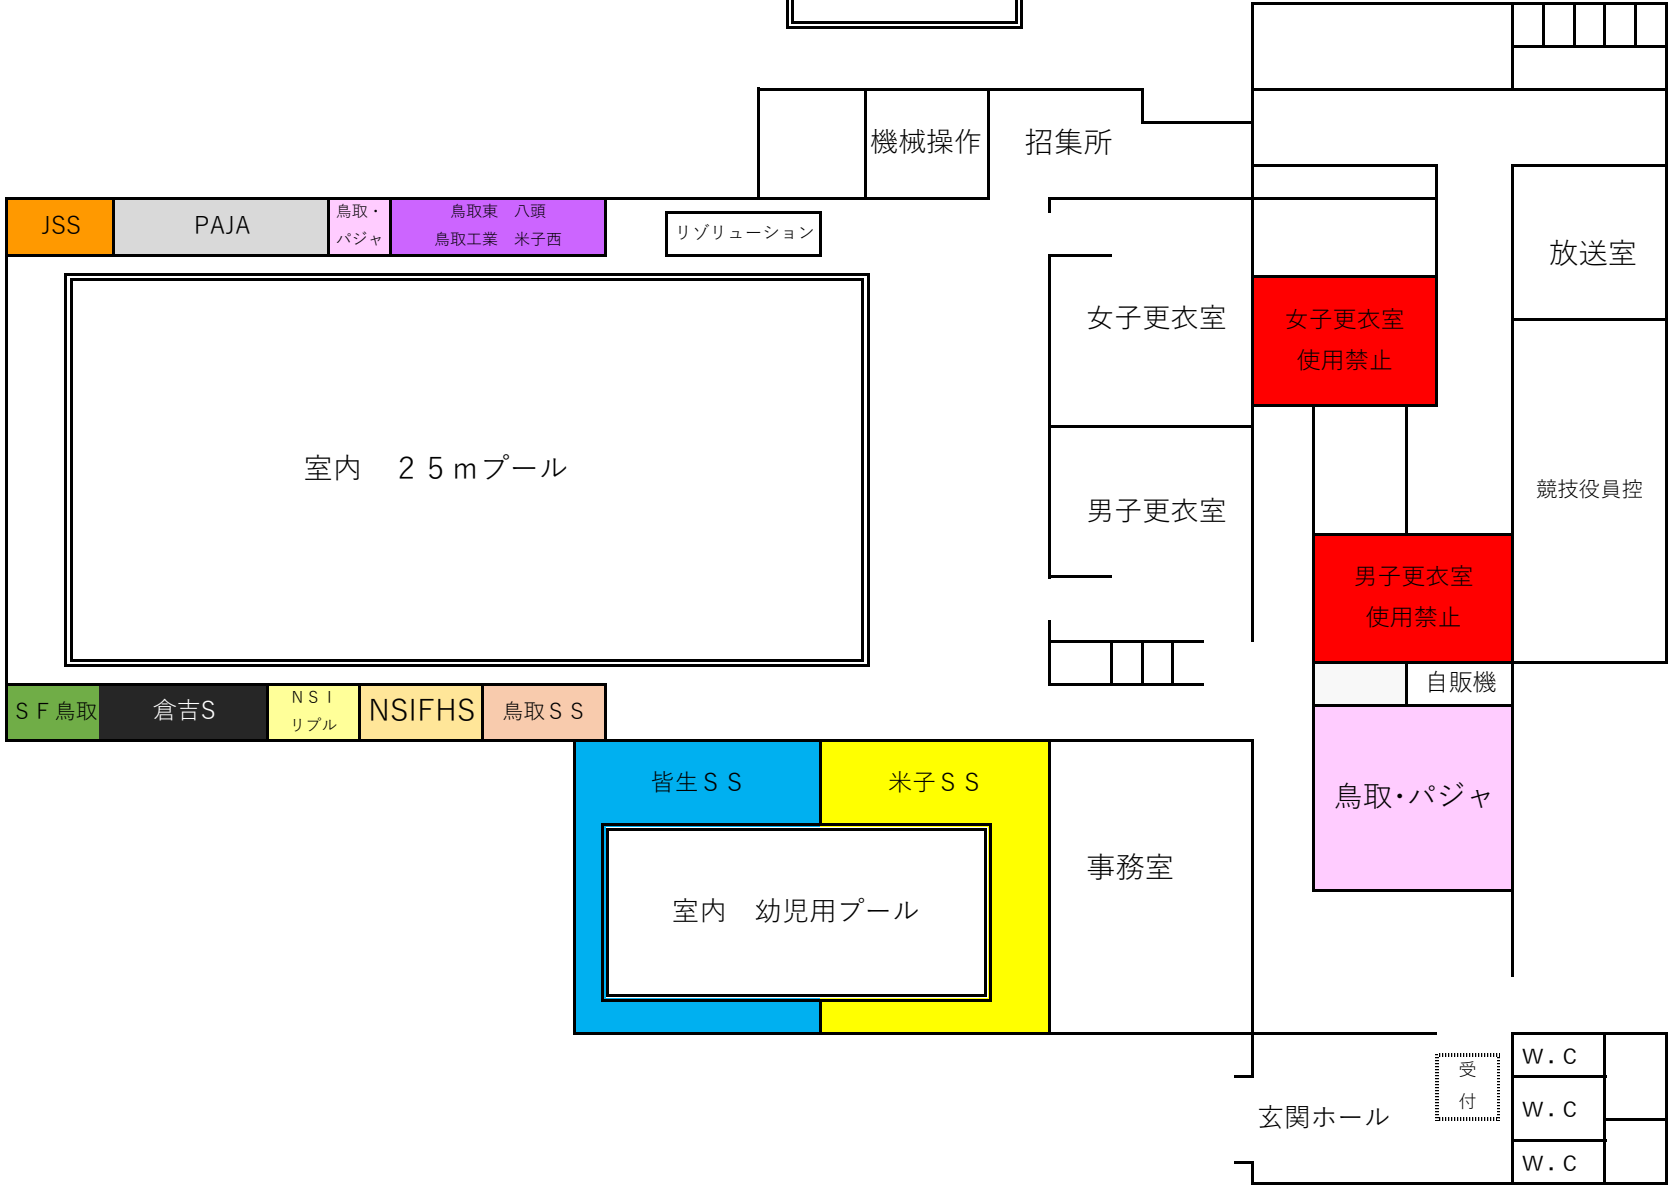 機械操作
招集所
JSS
PAJA
鳥取・
パジャ
鳥取東　八頭
鳥取工業　米子西
リゾリューション
放送室
女子更衣室
女子更衣室
使用禁止
室内　２５ｍプール
男子更衣室
競技役員控
男子更衣室
使用禁止
自販機
ＳＦ鳥取
倉吉S
ＮＳＩ
リプル
NSIFHS
鳥取ＳＳ
皆生ＳＳ
米子ＳＳ
鳥取・パジャ
事務室
室内　幼児用プール
玄関ホール
受
付
W.C
W.C
W.C